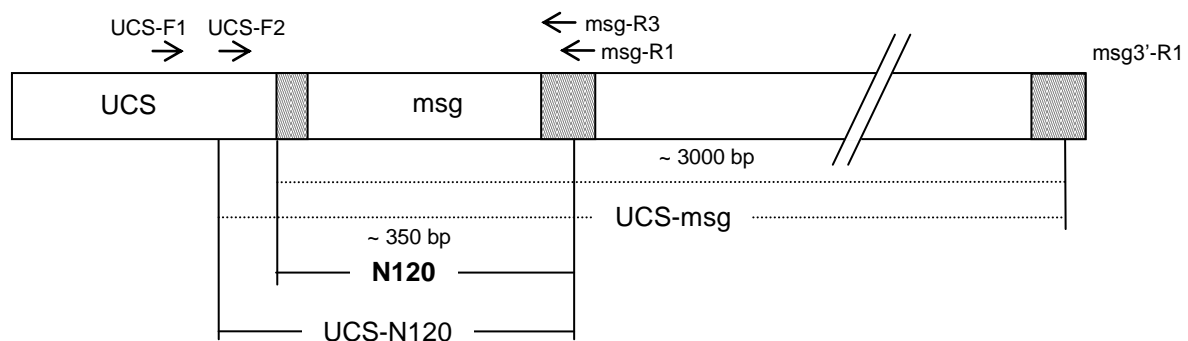 UCS-F1 UCS-F2 msg-R3
msg-R1 msg3'-R1
UCS msg
~ 3000 bp
UCS-msg
~ 350 bp
N120
UCS-N120